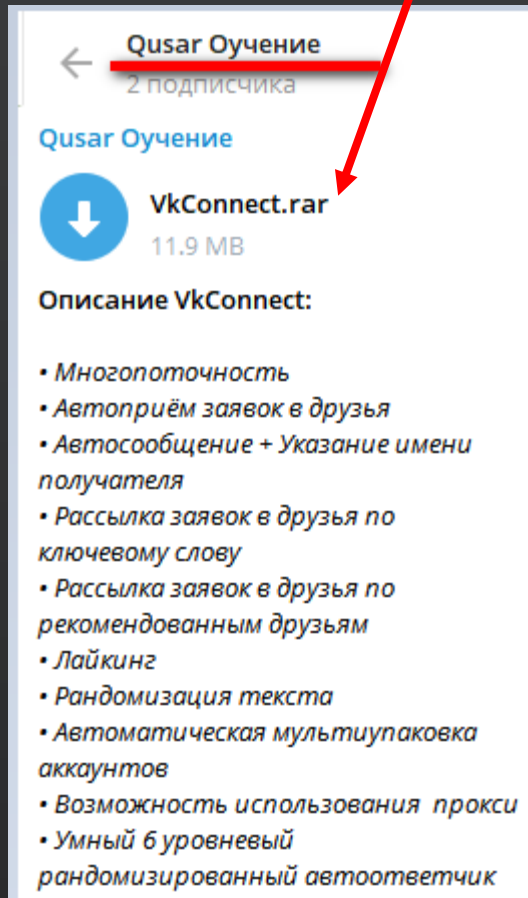 Qusar Оучение
2 подписчика
Qusar Оучение
VkConnect.rar
11.9 MB
Описание VkConnect:
• Многопоточность
• Автоприём заявок в друзья
• Автосообщение + Указание имени
получателя
• Рассылка заявок в друзья по
ключевому слову
• Рассылка заявок в друзья по
рекомендованным друзьям
• Лайкинг
• Рандомизация текста
• Автоматическая мультиупаковка
аккаунтов
• Возможность использования прокси
• Умный 6 уровневый
рандомизированный автоответчик